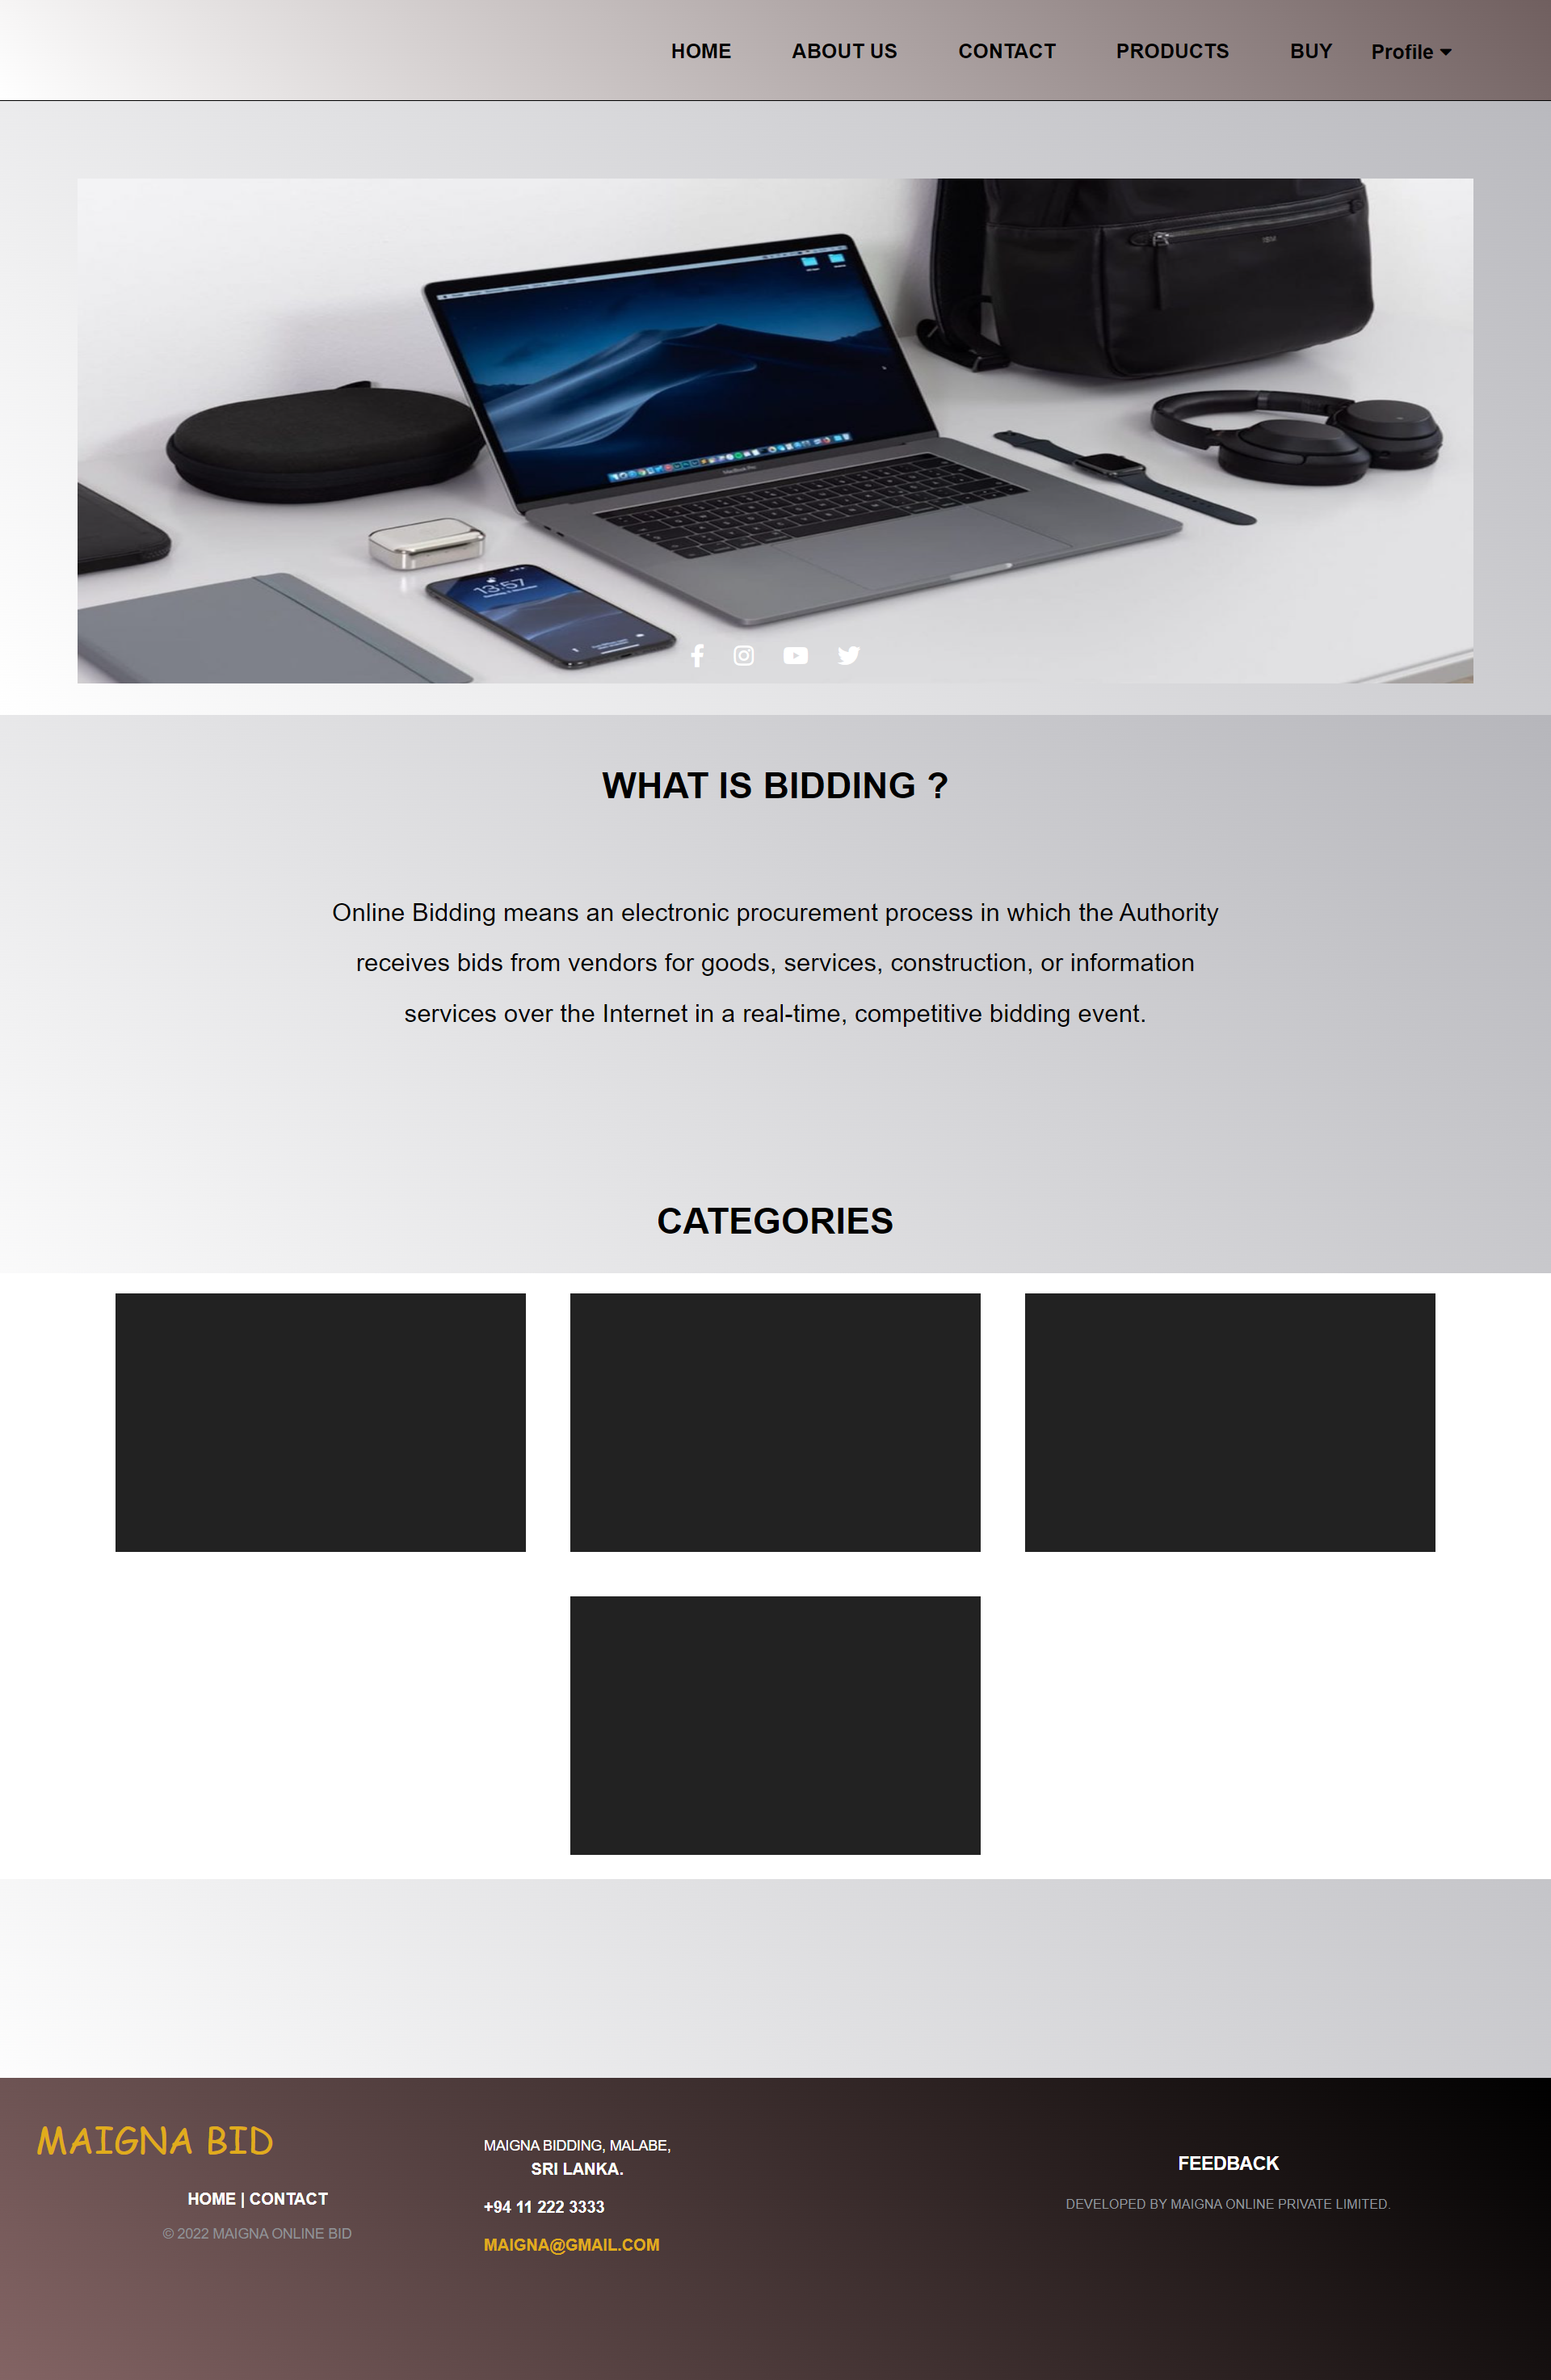 HOME ABOUT US CONTACT PRODUCTS BUY Profile
13:57
MacBook Pro
WHAT IS BIDDING ?
Online Bidding means an electronic procurement process in which the Authority
receives bids from vendors for goods, services, construction, or information
services over the Internet in a real-time, competitive bidding event.
CATEGORIES
MAIGNA BID
HOME | CONTACT
© 2022 MAIGNA ONLINE BID
MAIGNA BIDDING, MALABE,
SRI LANKA.
+94 11 222 3333
MAIGNA@GMAIL.COM
FEEDBACK
DEVELOPED BY MAIGNA ONLINE PRIVATE LIMITED.